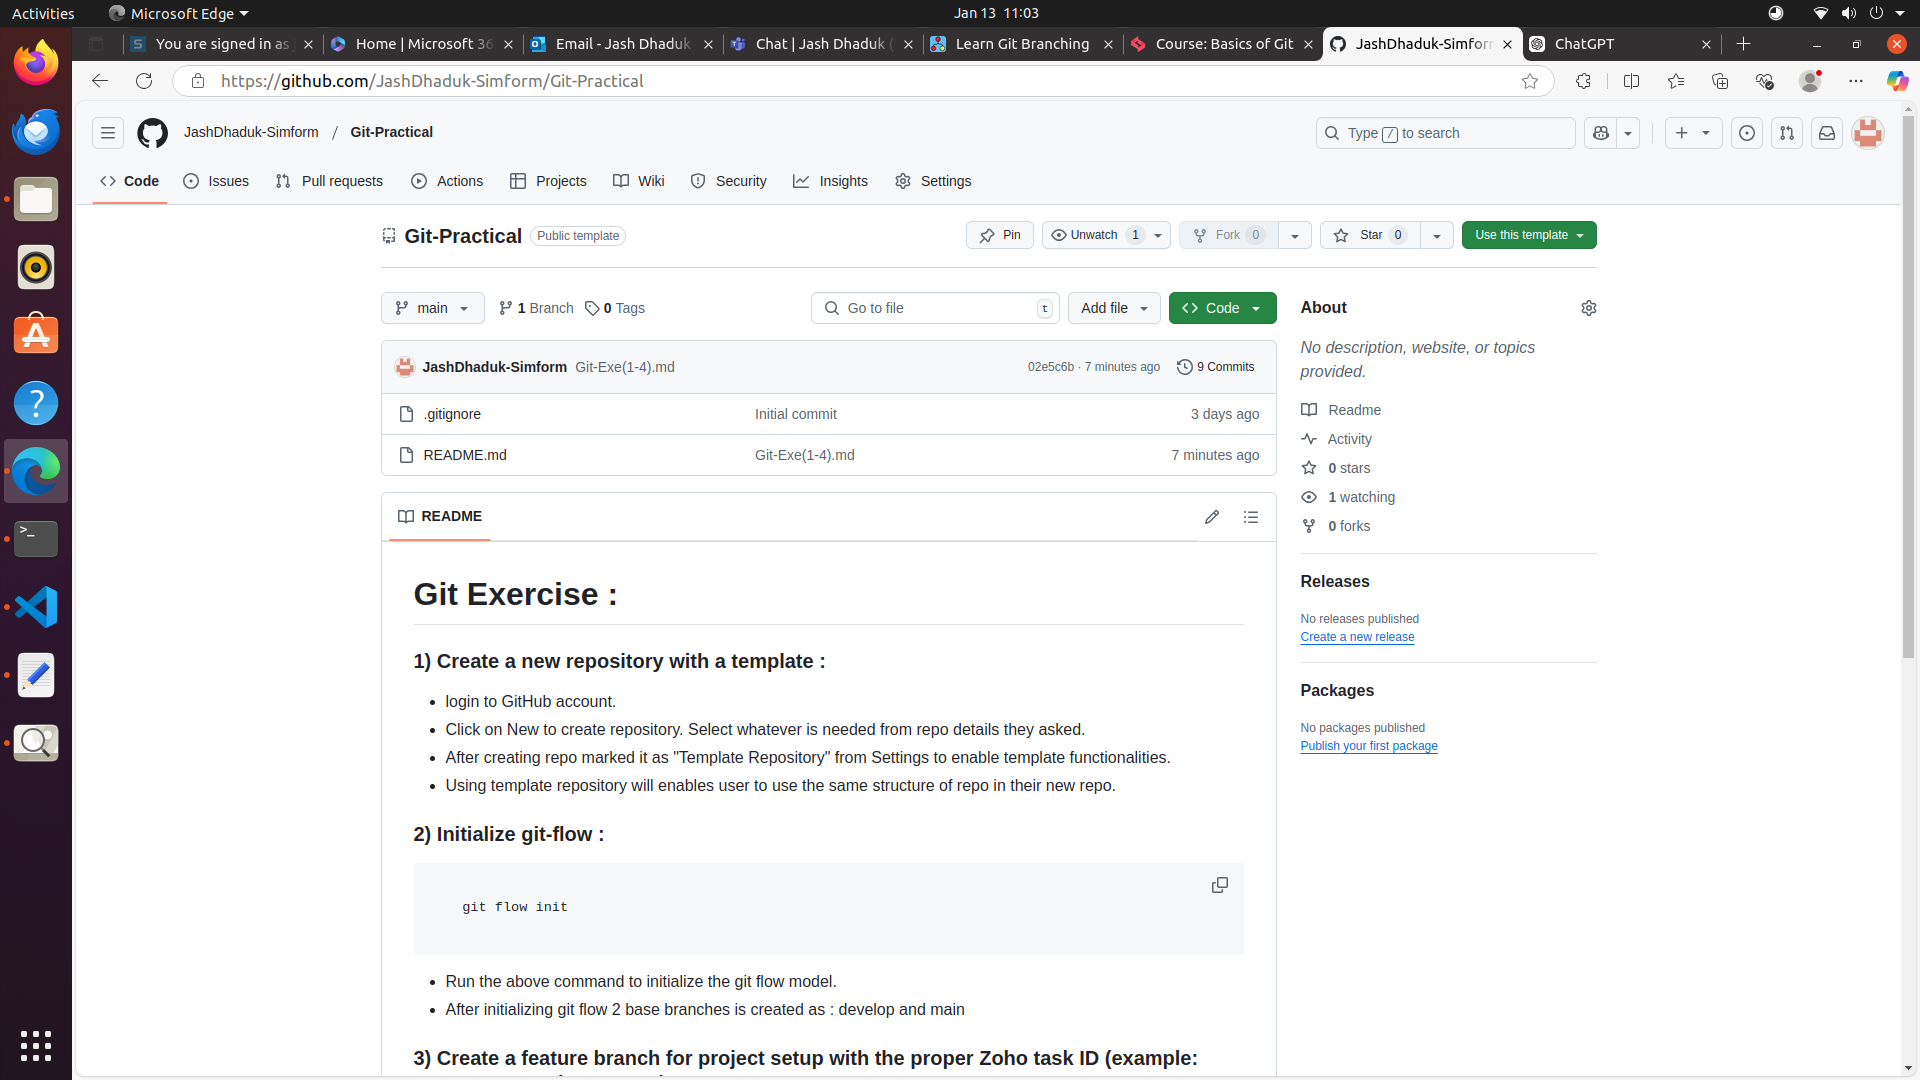 Activities
Microsoft Edge
Jan 13 11:03
You are signed in as
Home | Microsoft 36
Email - Jash Dhaduk
Chat | Jash Dhaduk (
Learn Git Branching
Course: Basics of Git
JashDhaduk-Simform
ChatGPT
https://github.com/JashDhaduk-Simform/Git-Practical
JashDhaduk-Simform / Git-Practical
Type / to search
Code
Issues
Pull requests
Actions
Projects
Wiki
Security
Insights
Settings
Git-Practical
Public template
Pin
Unwatch 1
Fork 0
Star 0
Use this template
main
1 Branch
0 Tags
Go to file
t
Add file
Code
JashDhaduk-Simform Git-Exe(1-4).md
02e5c6b · 7 minutes ago
9 Commits
.gitignore
Initial commit
3 days ago
README.md
Git-Exe(1-4).md
7 minutes ago
README
Git Exercise :
1) Create a new repository with a template :
login to GitHub account.
Click on New to create repository. Select whatever is needed from repo details they asked.
After creating repo marked it as "Template Repository" from Settings to enable template functionalities.
Using template repository will enables user to use the same structure of repo in their new repo.
2) Initialize git-flow :
git flow init
Run the above command to initialize the git flow model.
After initializing git flow 2 base branches is created as : develop and main
3) Create a feature branch for project setup with the proper Zoho task ID (example:
About
No description, website, or topics
provided.
Readme
Activity
0 stars
1 watching
0 forks
Releases
No releases published
Create a new release
Packages
No packages published
Publish your first package